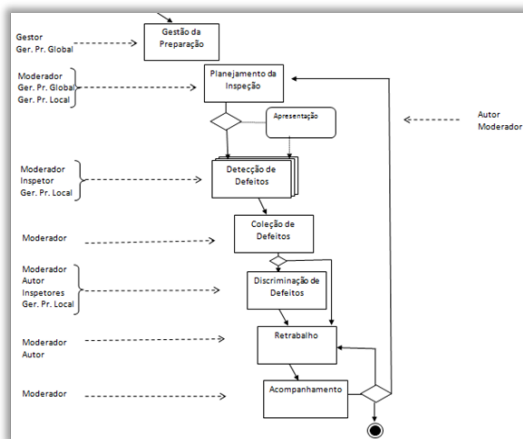 Gestor
Ger. Pr. Global
Gestão da
Preparação
Moderador
Ger. Pr. Global
Ger. Pr. Local
Planejamento da
Inspeção
Apresentação
Autor
Moderador
Moderador
Inspetor
Ger. Pr. Local
Detecção de
Defeitos
Moderador
Coleção de
Defeitos
Moderador
Autor
Inspetores
Ger. Pr. Local
Discriminação de
Defeitos
Moderador
Autor
Retrabalho
Moderador
Acompanhamento